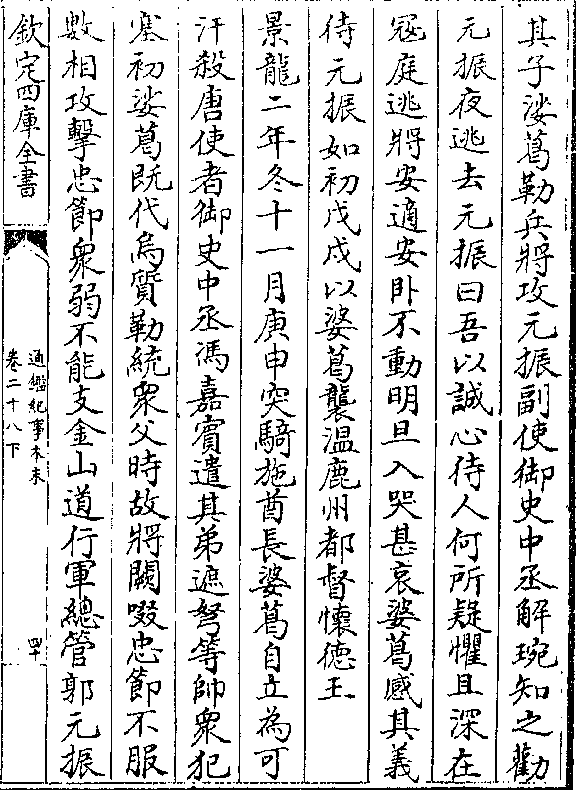 其子娑葛勒兵將攻元振副使御史中丞解琬知之勸
元振夜逃去元振曰吾以誠心待人何所疑懼且深在
冦庭逃將安適安卧不動明旦入哭甚哀娑葛感其義
待元振如初戊戌以娑葛襲温鹿州都督懷德王
景龍二年冬十一月庚申突騎施酋長娑葛自立為可
汗殺唐使者御史中丞馮嘉賓遣其弟遮弩等帥衆犯
塞初娑葛既代烏質勒統衆父時故將闕啜忠節不服
數相攻擊忠節衆弱不能支金山道行軍總管郭元振
欽定四庫全書
通鑑紀事本末
卷二十八下
四十